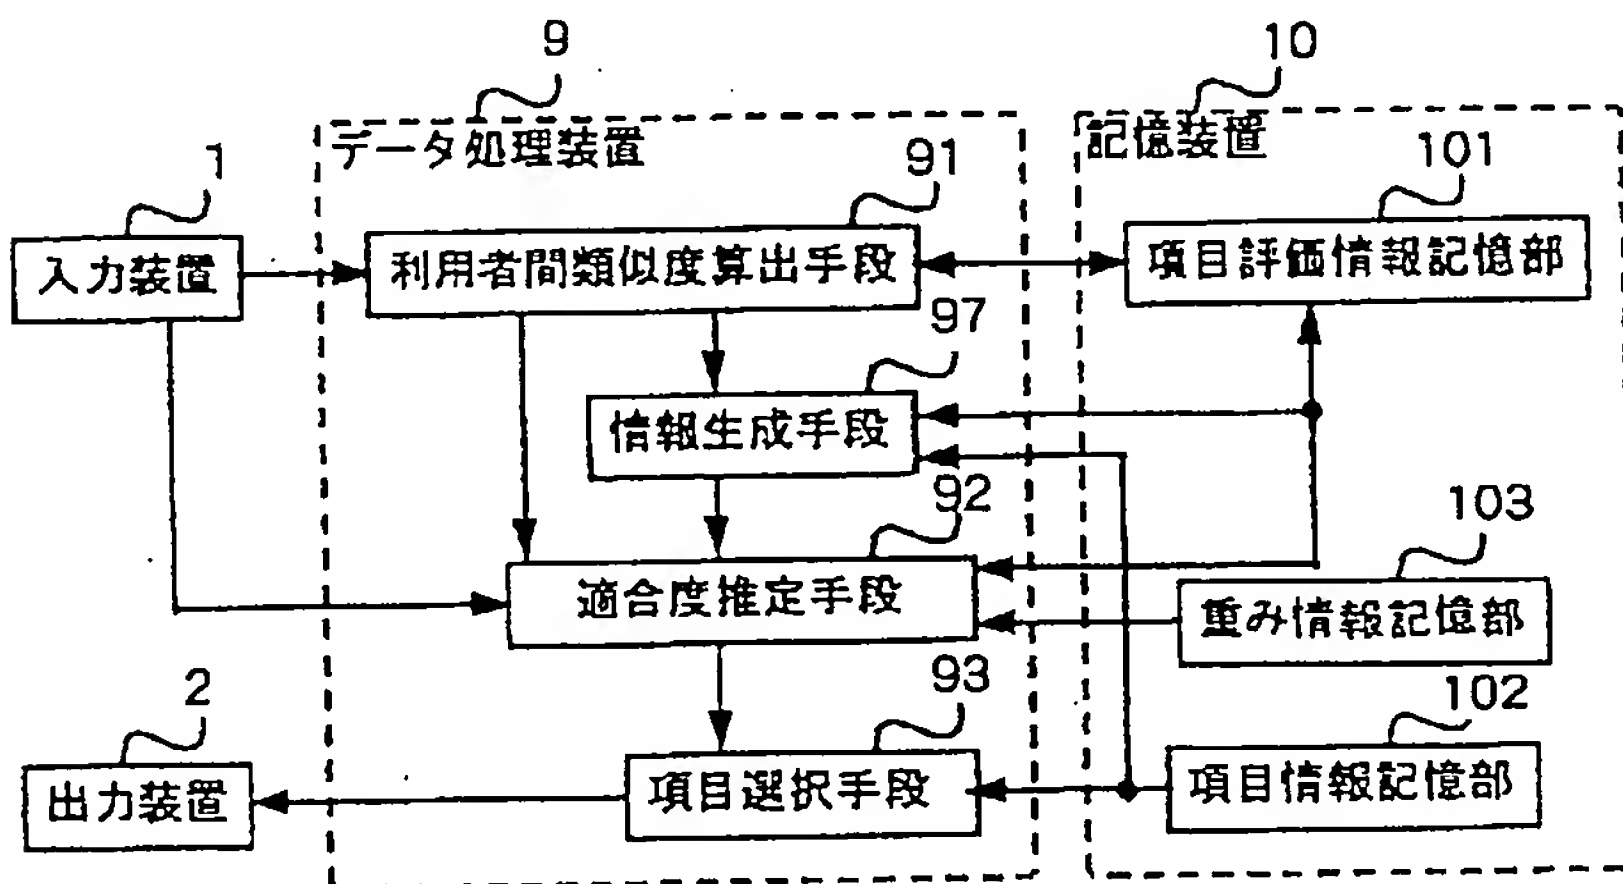 9
10
データ処理装置
記憶装置
1
91
101
入力装置
利用者間類似度算出手段
項目評価情報記憶部
97
情報生成手段
92
103
適合度推定手段
重み情報記憶部
2
93
102
出力装置
項目選択手段
項目情報記憶部